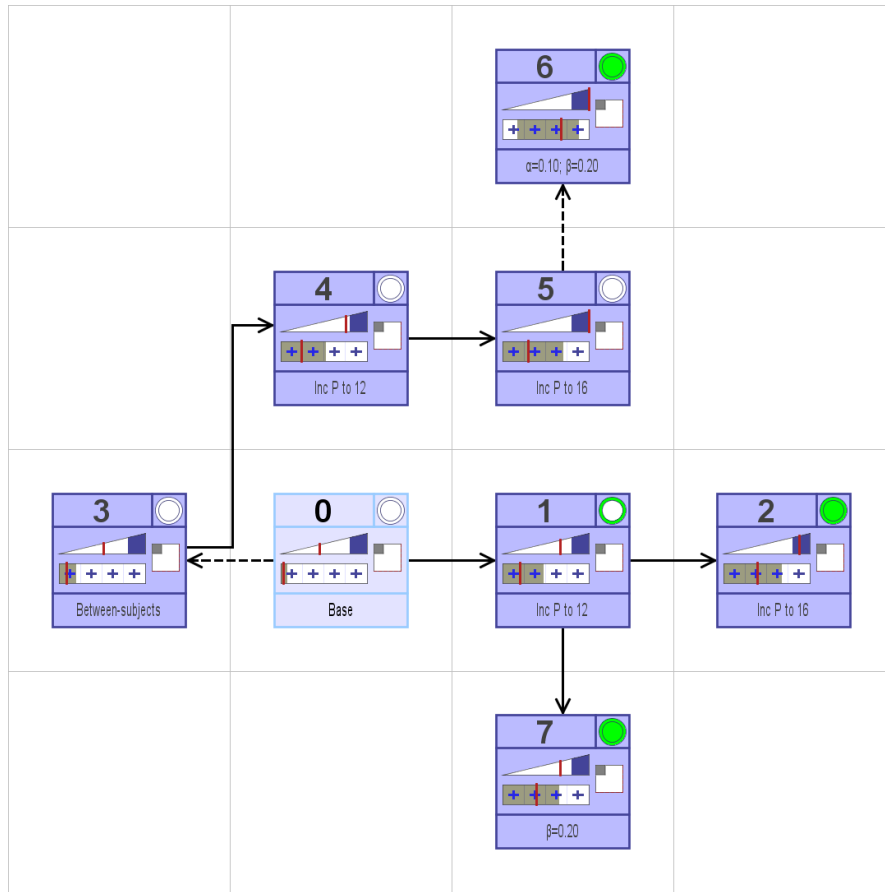 6
α=0.10; β=0.20
4
Inc P to 12
5
Inc P to 16
3
Between-subjects
0
Base
1
Inc P to 12
2
Inc P to 16
7
β=0.20